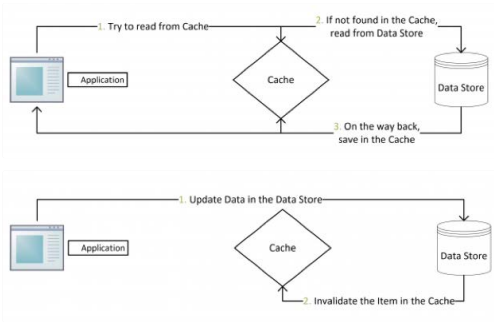 1. Try to read from Cache
2. If not found in the Cache,
read from Data Store
Application
Cache
Data Store
3. On the way back,
save in the Cache
1. Update Data in the Data Store
Application
Cache
Data Store
2. Invalidate the Item in the Cache